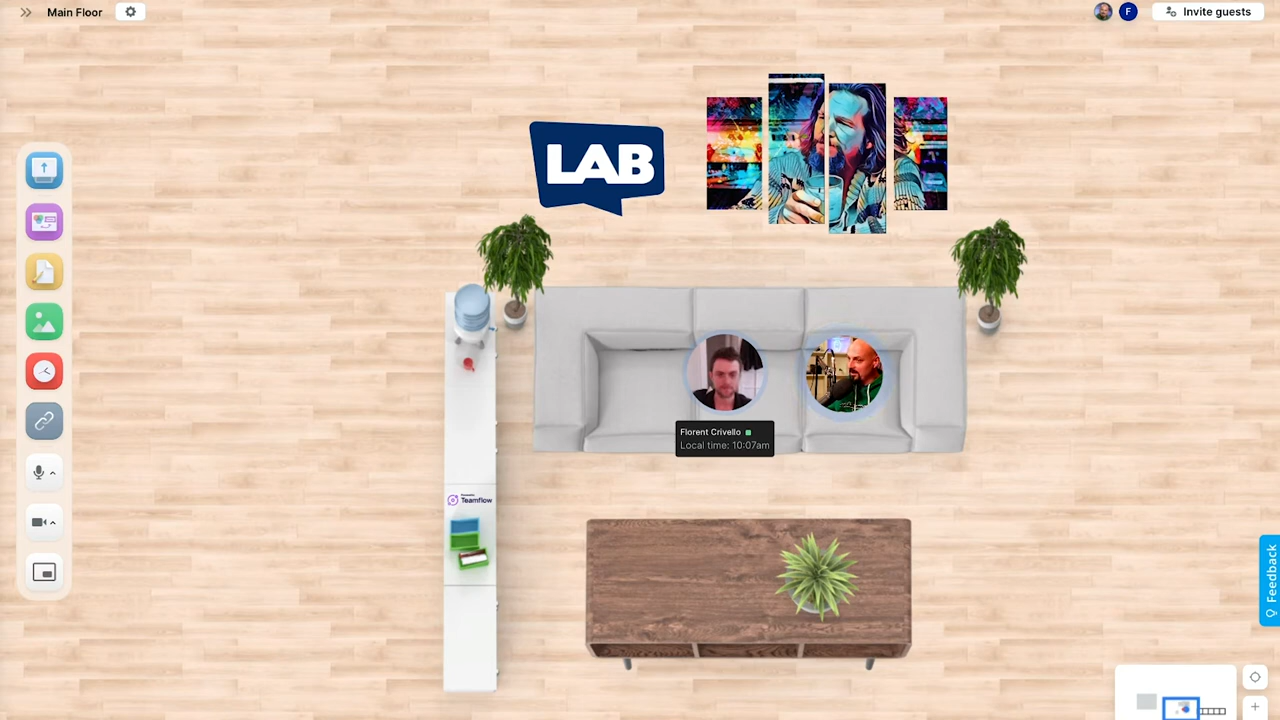 Main Floor
F
Invite guests
LAB
Florent Crivello
Local time: 10:07am
Teamflow
Feedback